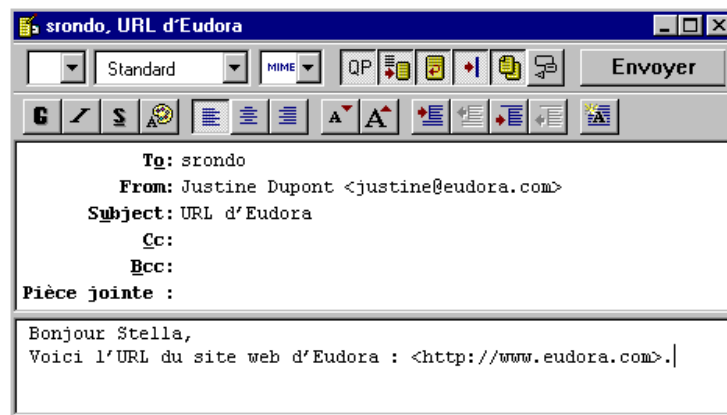 srondo, URL d'Eudora
Standard MIME QP Envoyer
G I S A A A A
To: srondo
From: Justine Dupont <justine@eudora.com>
Subject: URL d'Eudora
Cc:
Bcc:
Pièce jointe :
Bonjour Stella,
Voici l'URL du site web d'Eudora : <http://www.eudora.com>.